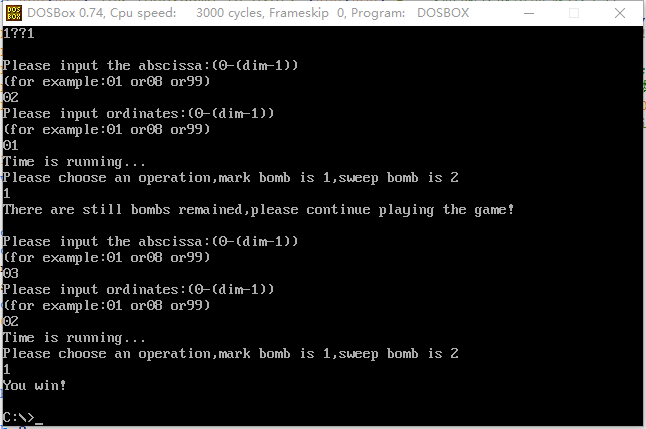 DOSBox 0.74, Cpu speed: 3000 cycles, Frameskip 0, Program: DOSBOX
1??1
Please input the abscissa:(0-(dim-1))
(for example:01 or08 or99)
02
Please input ordinates:(0-(dim-1))
(for example:01 or08 or99)
01
Time is running...
Please choose an operation,mark bomb is 1,sweep bomb is 2
1
There are still bombs remained,please continue playing the game!
Please input the abscissa:(0-(dim-1))
(for example:01 or08 or99)
03
Please input ordinates:(0-(dim-1))
(for example:01 or08 or99)
02
Time is running...
Please choose an operation,mark bomb is 1,sweep bomb is 2
1
You win!
C:\>_